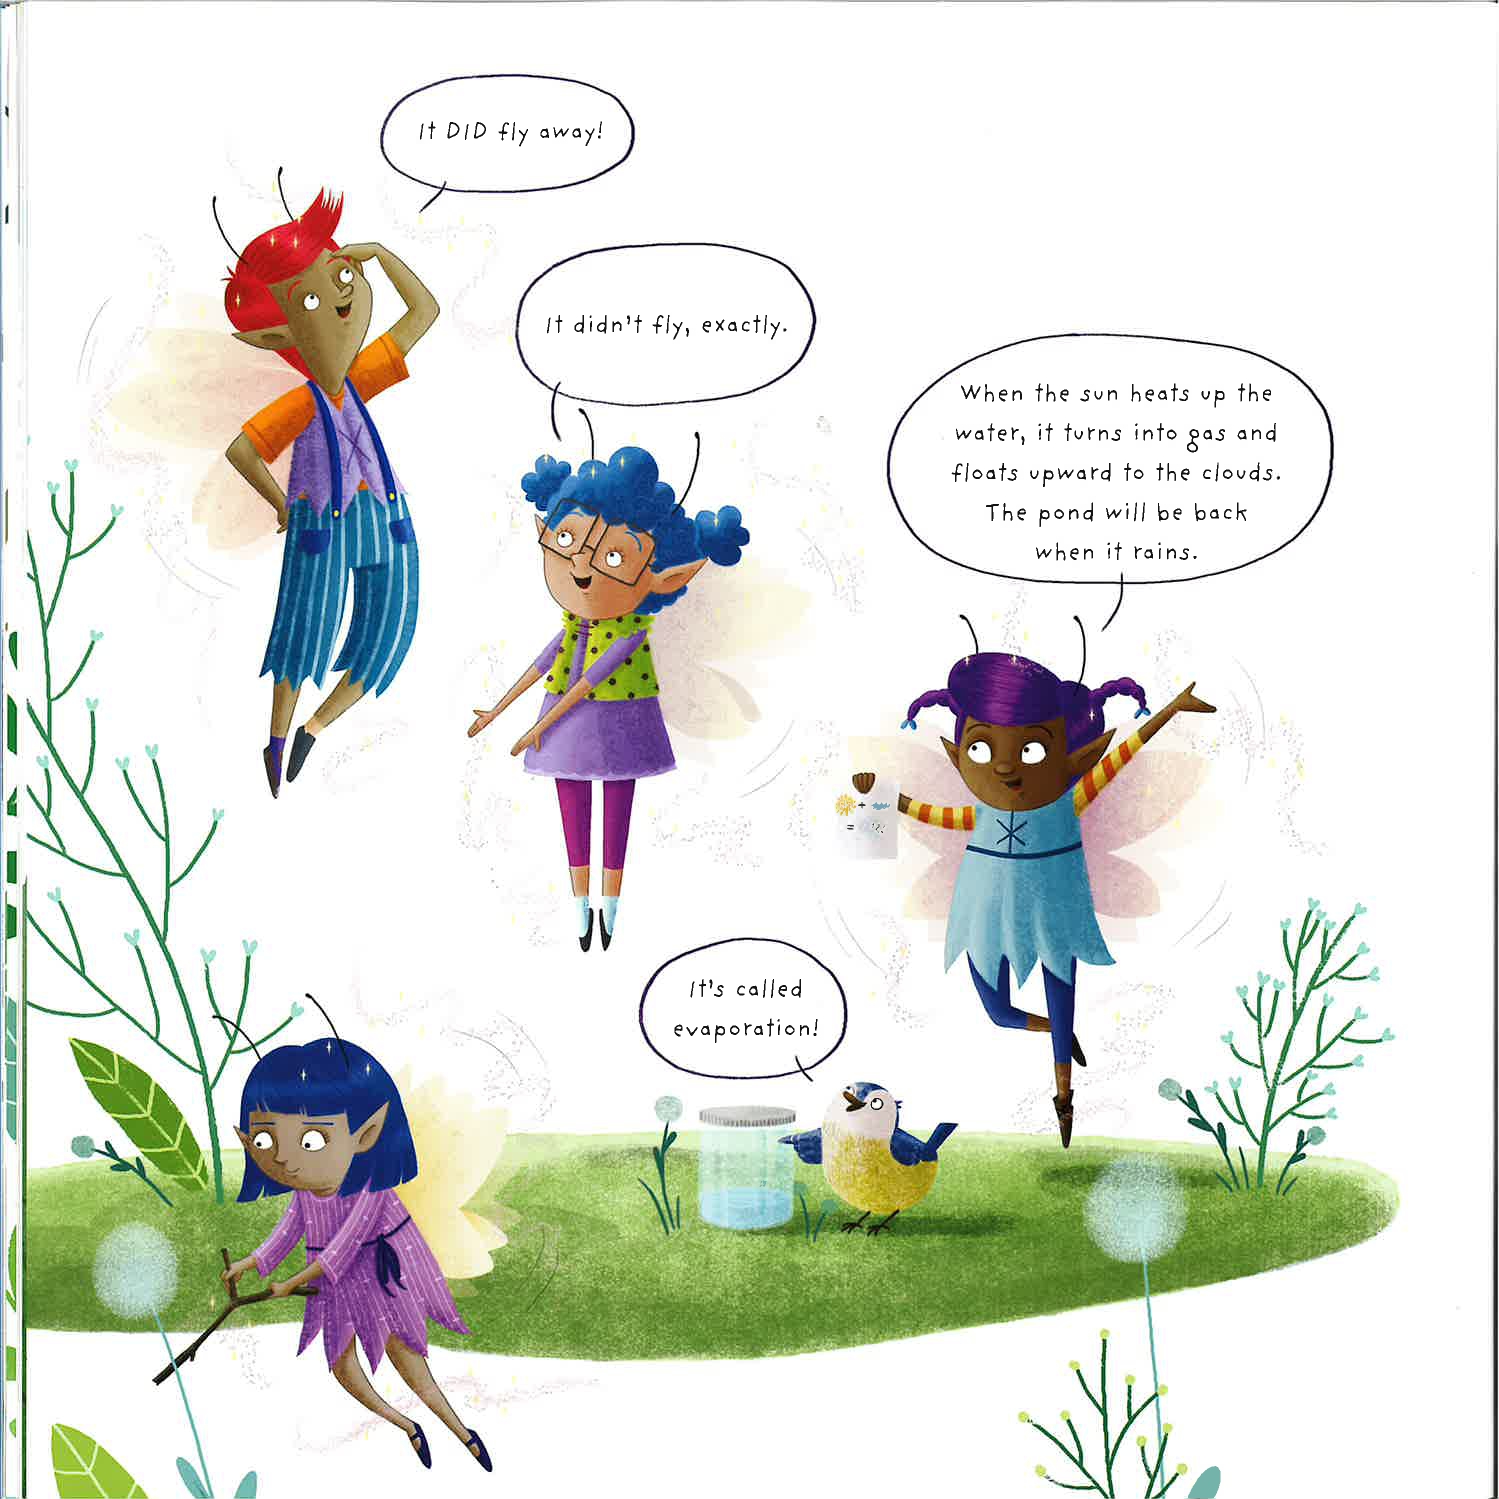 It DID fly away!
It didn't fly, exactly.
When the sun heats up the
water, it turns into gas and
floats upward to the clouds.
The pond will be back
when it rains.
+
=
It's called
evaporation!